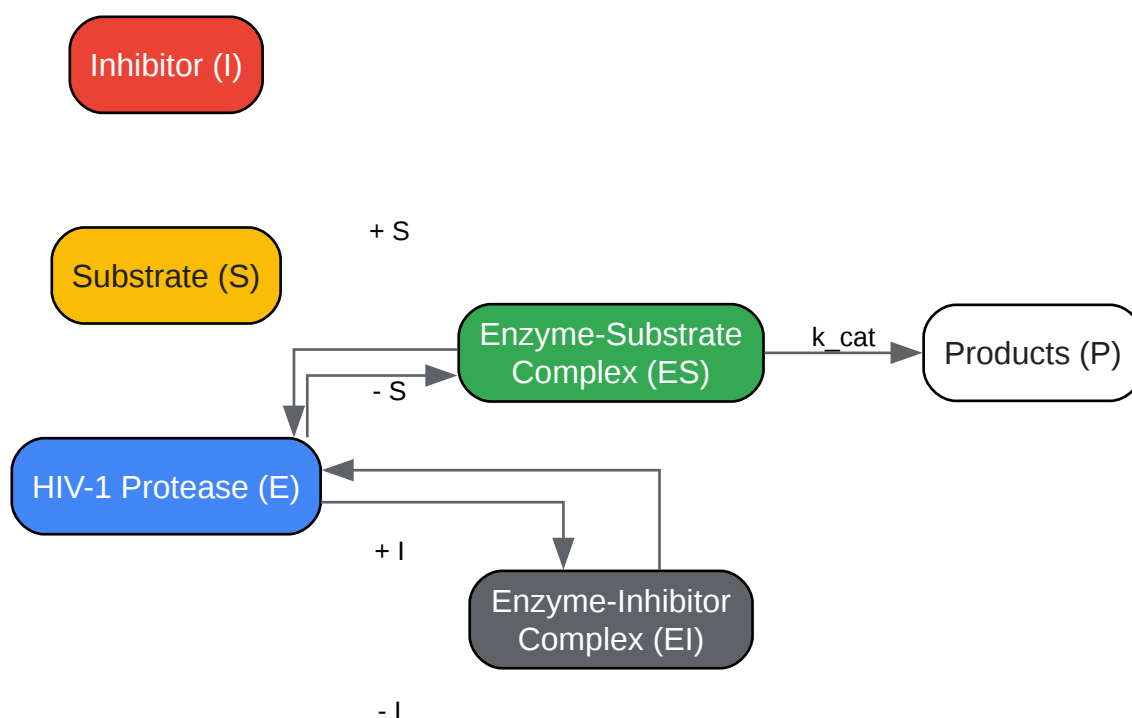 Inhibitor (I)
+ S
Substrate (S)
Enzyme-Substrate
Complex (ES)
k_cat
Products (P)
- S
HIV-1 Protease (E)
+ I
Enzyme-Inhibitor
Complex (EI)
- I